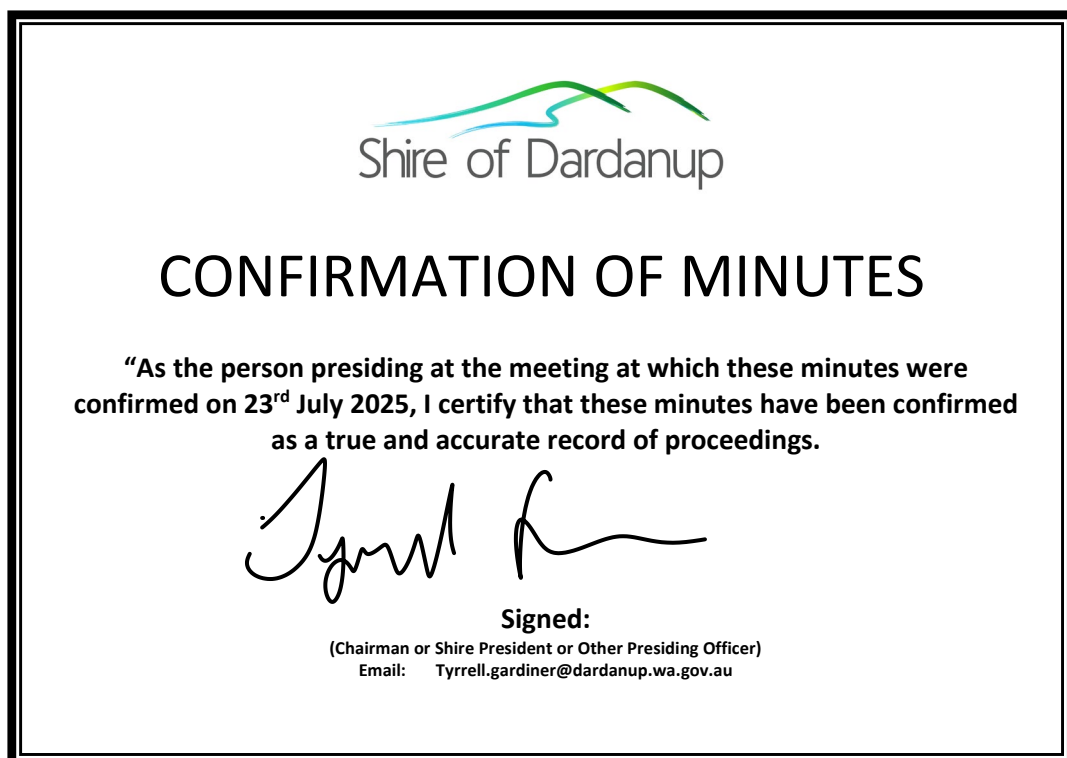 Shire of Dardanup
CONFIRMATION OF MINUTES
“As the person presiding at the meeting at which these minutes were
confirmed on 23rd July 2025, I certify that these minutes have been confirmed
as a true and accurate record of proceedings.
Signed:
(Chairman or Shire President or Other Presiding Officer)
Email: Tyrrell.gardiner@dardanup.wa.gov.au